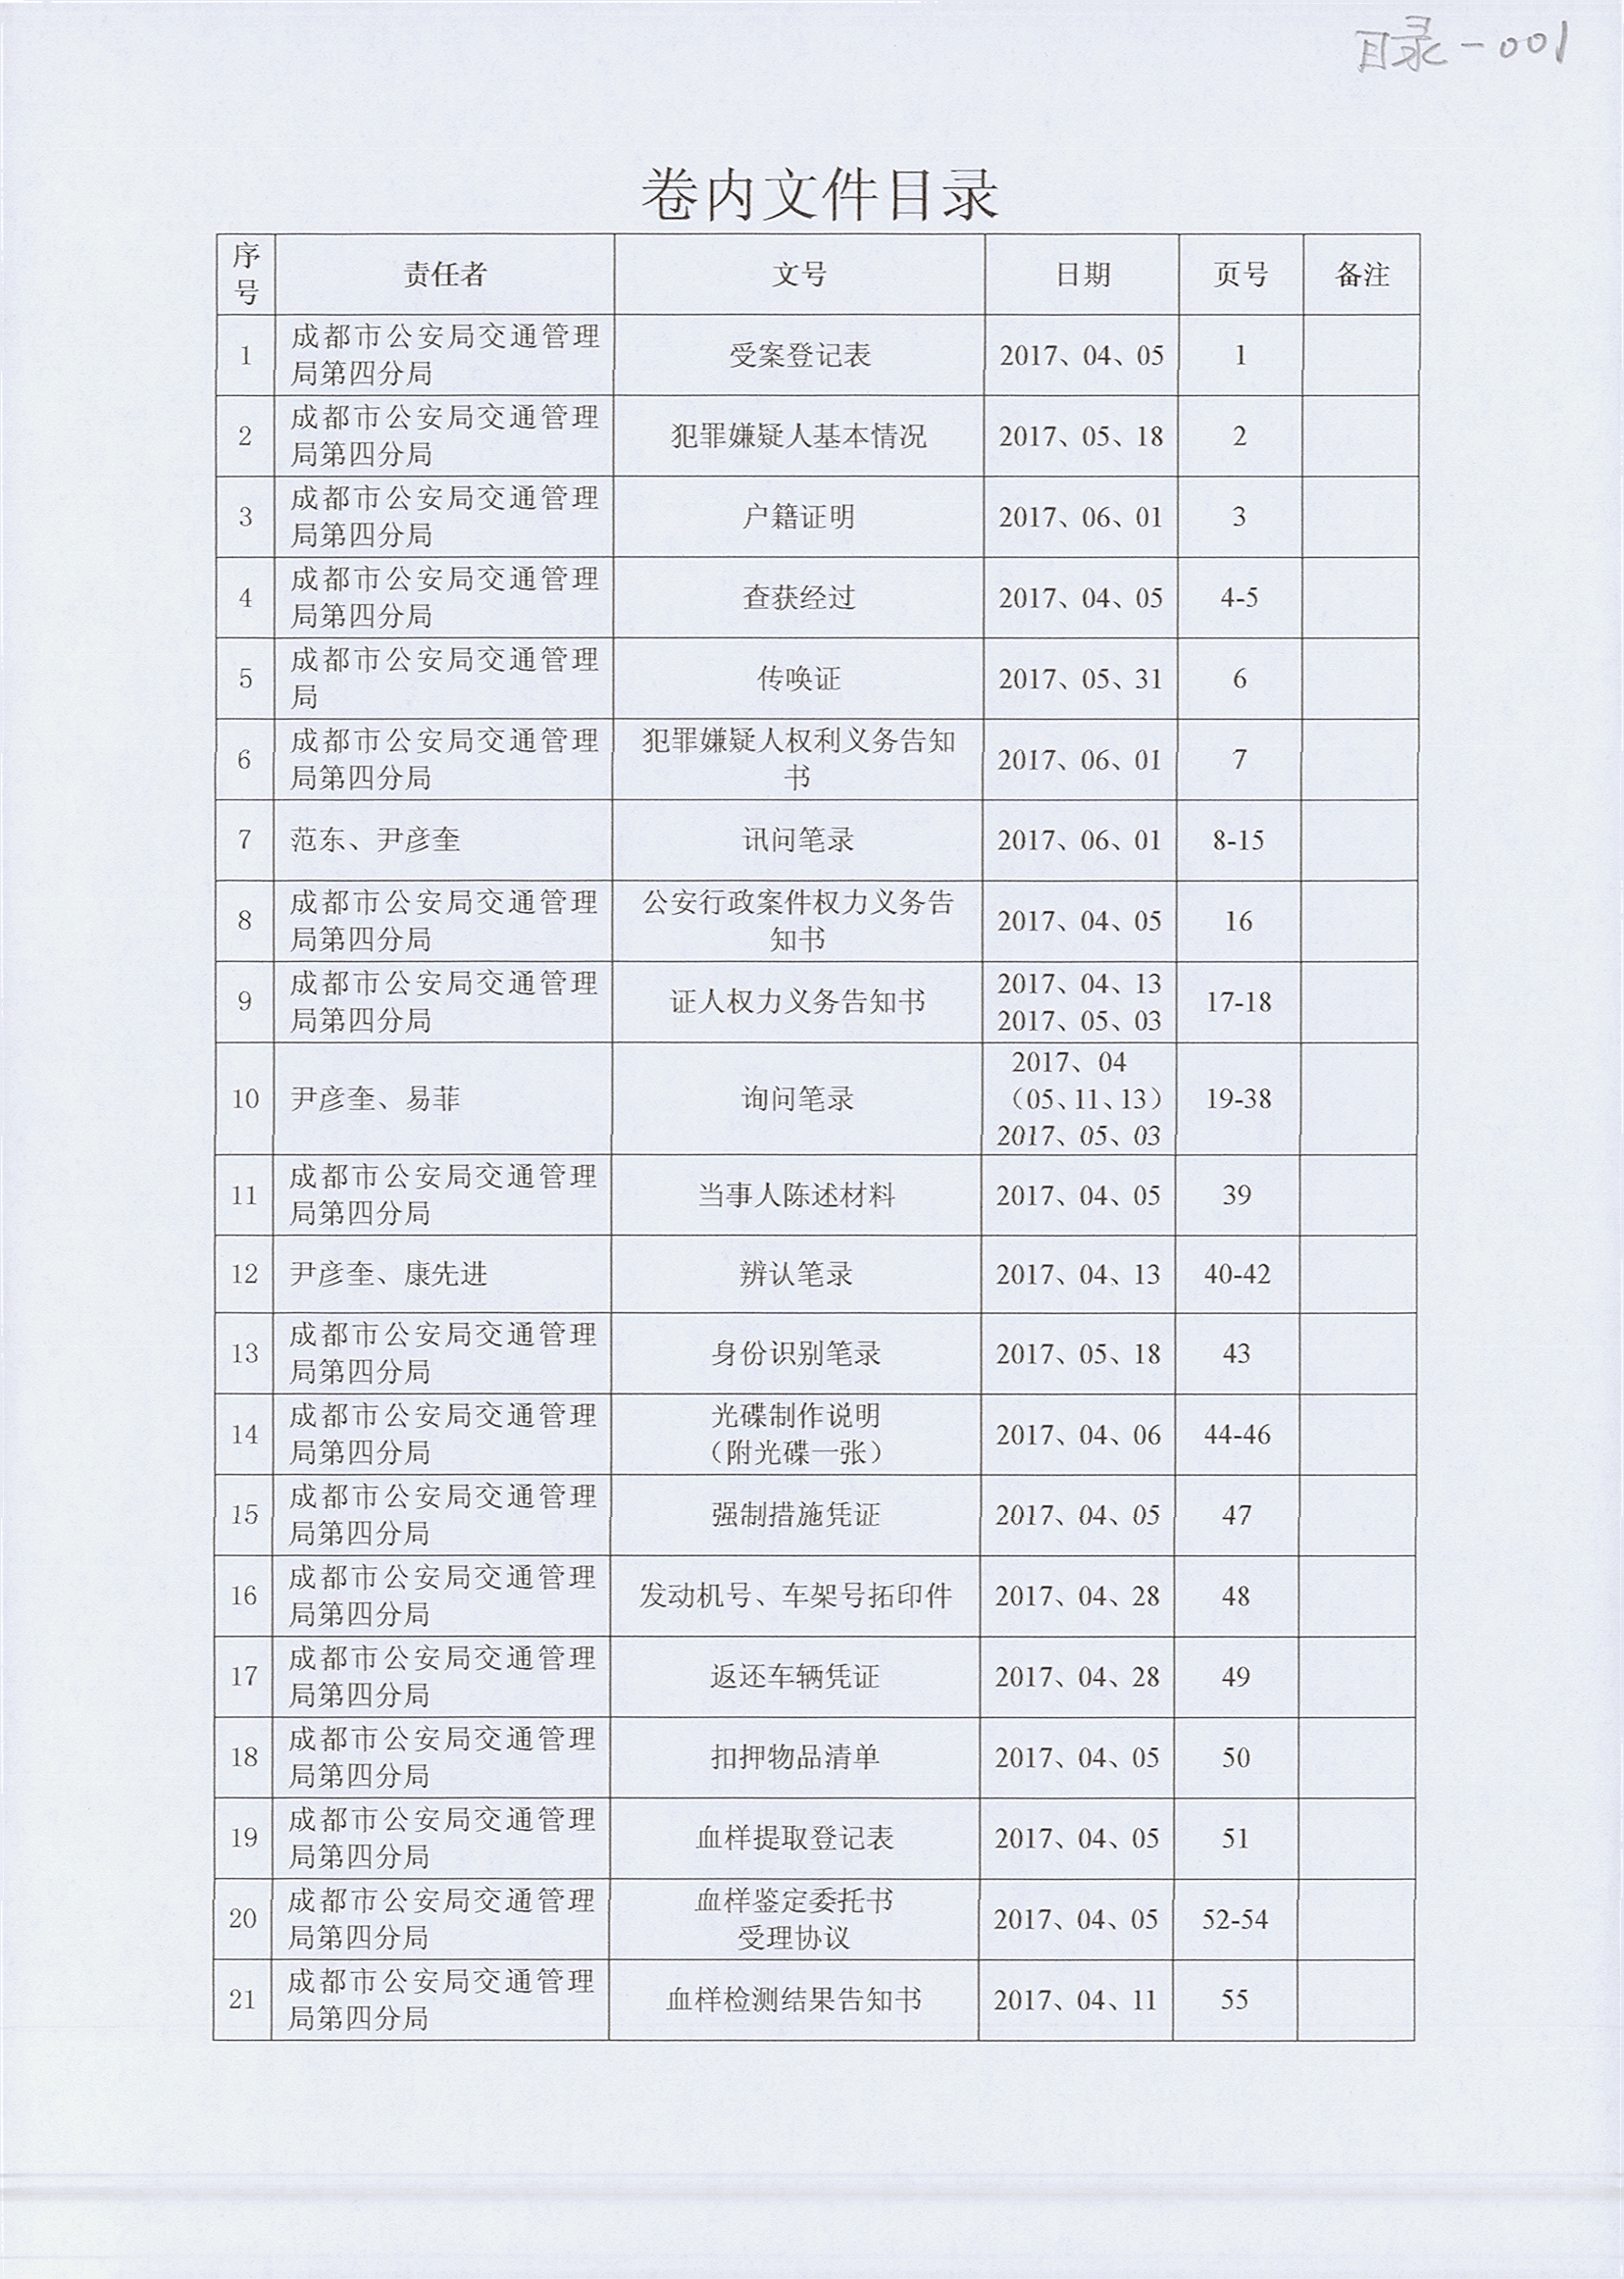 目录-001
卷内文件目录
序号 责任者 文号 日期 页号 备注
1 成都市公安局交通管理局第四分局 受案登记表 2017、04、05 1
2 成都市公安局交通管理局第四分局 犯罪嫌疑人基本情况 2017、05、18 2
3 成都市公安局交通管理局第四分局 户籍证明 2017、06、01 3
4 成都市公安局交通管理局第四分局 查获经过 2017、04、05 4-5
5 成都市公安局交通管理局 传唤证 2017、05、31 6
6 成都市公安局交通管理局第四分局 犯罪嫌疑人权利义务告知书 2017、06、01 7
7 范东、尹彦奎 讯问笔录 2017、06、01 8-15
8 成都市公安局交通管理局第四分局 公安行政案件权力义务告知书 2017、04、05 16
9 成都市公安局交通管理局第四分局 证人权力义务告知书 2017、04、13 2017、05、03 17-18
10 尹彦奎、易菲 询问笔录 2017、04（05、11、13）2017、05、03 19-38
11 成都市公安局交通管理局第四分局 当事人陈述材料 2017、04、05 39
12 尹彦奎、康先进 辨认笔录 2017、04、13 40-42
13 成都市公安局交通管理局第四分局 身份识别笔录 2017、05、18 43
14 成都市公安局交通管理局第四分局 光碟制作说明（附光碟一张） 2017、04、06 44-46
15 成都市公安局交通管理局第四分局 强制措施凭证 2017、04、05 47
16 成都市公安局交通管理局第四分局 发动机号、车架号拓印件 2017、04、28 48
17 成都市公安局交通管理局第四分局 返还车辆凭证 2017、04、28 49
18 成都市公安局交通管理局第四分局 扣押物品清单 2017、04、05 50
19 成都市公安局交通管理局第四分局 血样提取登记表 2017、04、05 51
20 成都市公安局交通管理局第四分局 血样鉴定委托书 受理协议 2017、04、05 52-54
21 成都市公安局交通管理局第四分局 血样检测结果告知书 2017、04、11 55